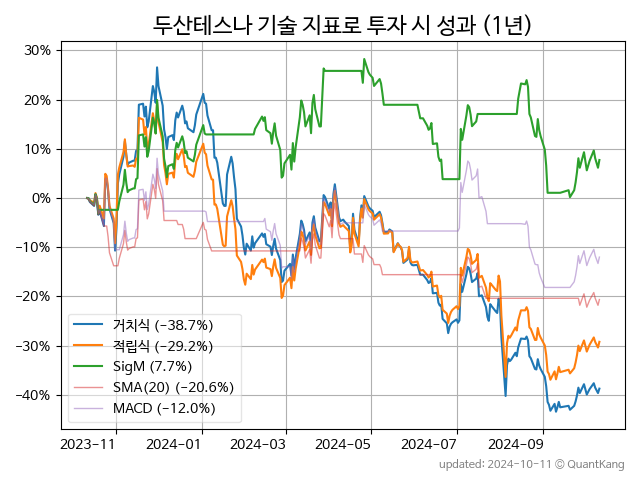 두산테스나 기술 지표로 투자 시 성과 (1년)
30%
20%
10%
0%
−10%
−20%
−30%
−40%
거치식 (−38.7%)
적립식 (−29.2%)
SigM (7.7%)
SMA(20) (−20.6%)
MACD (−12.0%)
2023−11 2024−01 2024−03 2024−05 2024−07 2024−09
updated: 2024−10−11 © QuantKang